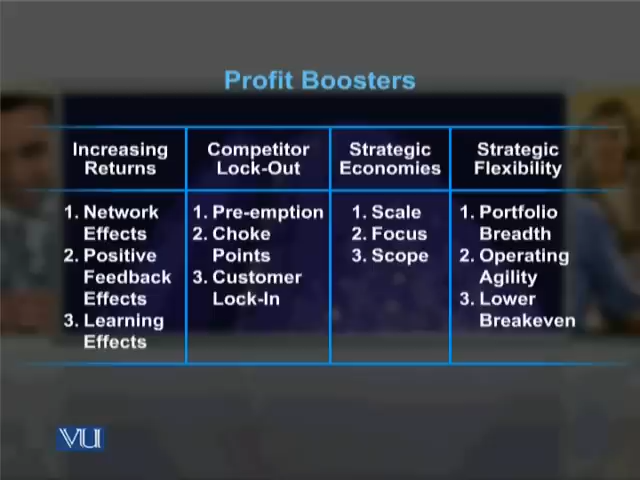 Profit Boosters
Increasing
Returns
Competitor
Lock-Out
Strategic
Economies
Strategic
Flexibility
1. Network
Effects
2. Positive
Feedback
Effects
3. Learning
Effects
1. Pre-emption
2. Choke
Points
3. Customer
Lock-In
1. Scale
2. Focus
3. Scope
1. Portfolio
Breadth
2. Operating
Agility
3. Lower
Breakeven
VU